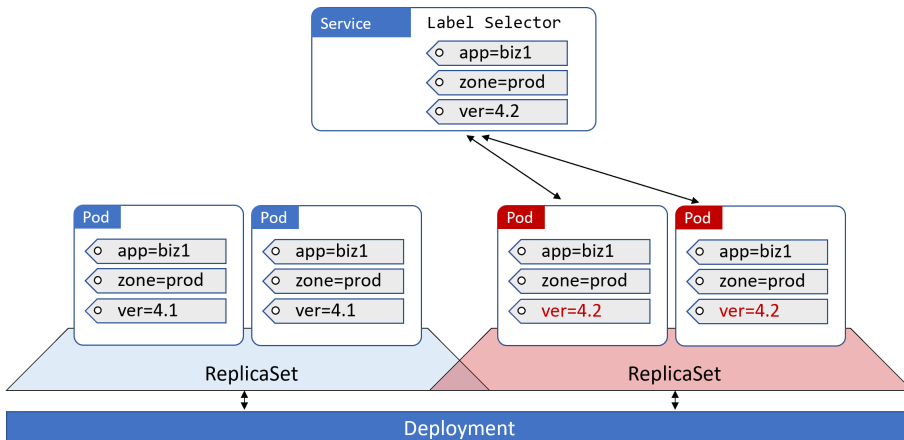 Service
Label Selector
app=biz1
zone=prod
ver=4.2
Pod
app=biz1
zone=prod
ver=4.1
Pod
app=biz1
zone=prod
ver=4.1
Pod
app=biz1
zone=prod
ver=4.2
Pod
app=biz1
zone=prod
ver=4.2
ReplicaSet
ReplicaSet
Deployment